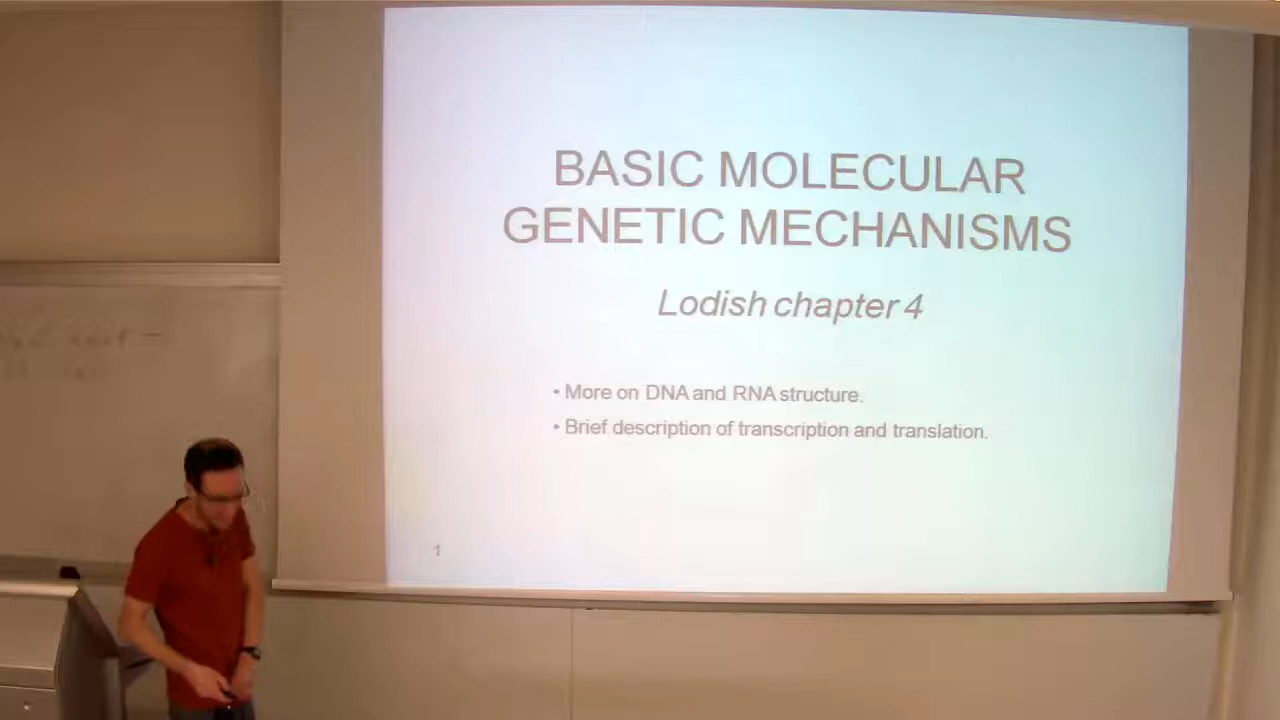 BASIC MOLECULAR
GENETIC MECHANISMS
Lodish chapter 4
• More on DNA and RNA structure.
• Brief description of transcription and translation.
1